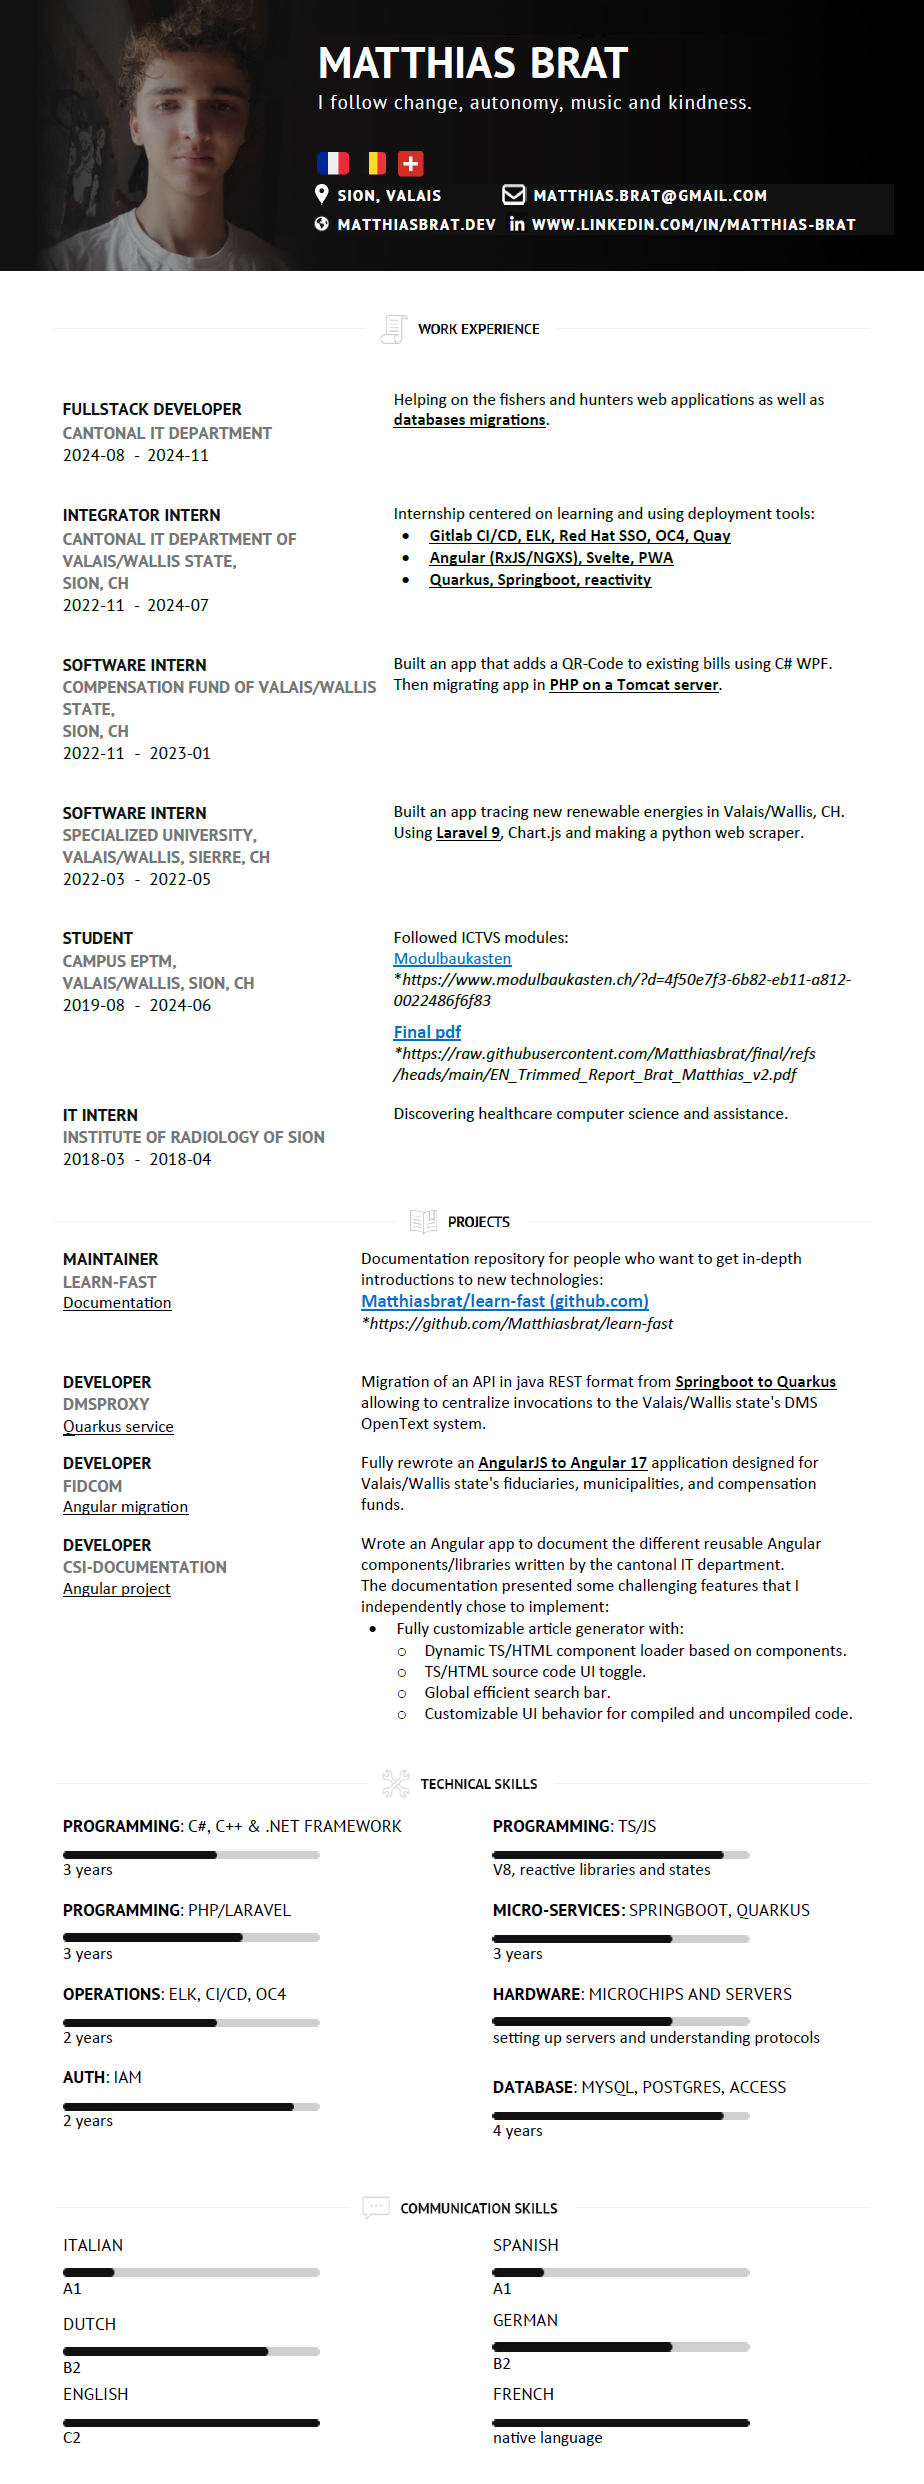 MATTHIAS BRAT
I follow change, autonomy, music and kindness.
SION, VALAIS
MATTHIAS.BRAT@GMAIL.COM
MATTHIASBRAT.DEV
in WWW.LINKEDIN.COM/IN/MATTHIAS-BRAT
WORK EXPERIENCE
FULLSTACK DEVELOPER
CANTONAL IT DEPARTMENT
2024-08 - 2024-11
Helping on the fishers and hunters web applications as well as
databases migrations.
INTEGRATOR INTERN
CANTONAL IT DEPARTMENT OF
VALAIS/WALLIS STATE,
SION, CH
2022-11 - 2024-07
Internship centered on learning and using deployment tools:
• Gitlab CI/CD, ELK, Red Hat SSO, OC4, Quay
• Angular (RxJS/NGXS), Svelte, PWA
• Quarkus, Springboot, reactivity
SOFTWARE INTERN
COMPENSATION FUND OF VALAIS/WALLIS
STATE,
SION, CH
2022-11 - 2023-01
Built an app that adds a QR-Code to existing bills using C# WPF.
Then migrating app in PHP on a Tomcat server.
SOFTWARE INTERN
SPECIALIZED UNIVERSITY,
VALAIS/WALLIS, SIERRE, CH
2022-03 - 2022-05
Built an app tracing new renewable energies in Valais/Wallis, CH.
Using Laravel 9, Chart.js and making a python web scraper.
STUDENT
CAMPUS EPTM,
VALAIS/WALLIS, SION, CH
2019-08 - 2024-06
Followed ICTVS modules:
Modulbaukasten
*https://www.modulbaukasten.ch/?d=4f50e7f3-6b82-eb11-a812-
0022486f6f83
Final pdf
*https://raw.githubusercontent.com/Matthiasbrat/final/refs
/heads/main/EN_Trimmed_Report_Brat_Matthias_v2.pdf
IT INTERN
INSTITUTE OF RADIOLOGY OF SION
2018-03 - 2018-04
Discovering healthcare computer science and assistance.
PROJECTS
MAINTAINER
LEARN-FAST
Documentation
Documentation repository for people who want to get in-depth
introductions to new technologies:
Matthiasbrat/learn-fast (github.com)
*https://github.com/Matthiasbrat/learn-fast
DEVELOPER
DMSPROXY
Quarkus service
Migration of an API in java REST format from Springboot to Quarkus
allowing to centralize invocations to the Valais/Wallis state's DMS
OpenText system.
DEVELOPER
FIDCOM
Angular migration
Fully rewrote an AngularJS to Angular 17 application designed for
Valais/Wallis state's fiduciaries, municipalities, and compensation
funds.
DEVELOPER
CSI-DOCUMENTATION
Angular project
Wrote an Angular app to document the different reusable Angular
components/libraries written by the cantonal IT department.
The documentation presented some challenging features that I
independently chose to implement:
• Fully customizable article generator with:
o Dynamic TS/HTML component loader based on components.
o TS/HTML source code UI toggle.
o Global efficient search bar.
o Customizable UI behavior for compiled and uncompiled code.
TECHNICAL SKILLS
PROGRAMMING: C#, C++ & .NET FRAMEWORK
3 years
PROGRAMMING: TS/JS
V8, reactive libraries and states
PROGRAMMING: PHP/LARAVEL
3 years
MICRO-SERVICES: SPRINGBOOT, QUARKUS
3 years
OPERATIONS: ELK, CI/CD, OC4
2 years
HARDWARE: MICROCHIPS AND SERVERS
setting up servers and understanding protocols
AUTH: IAM
2 years
DATABASE: MYSQL, POSTGRES, ACCESS
4 years
COMMUNICATION SKILLS
ITALIAN
A1
SPANISH
A1
DUTCH
B2
GERMAN
B2
ENGLISH
C2
FRENCH
native language